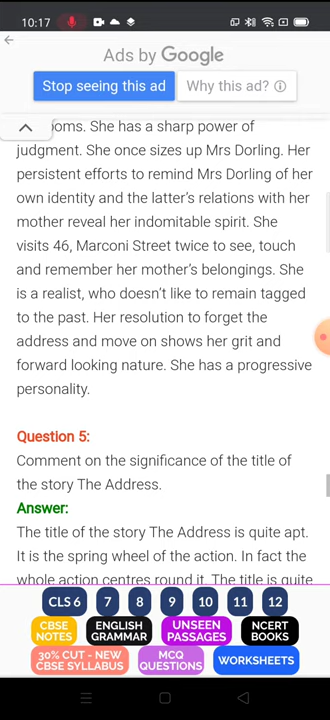 10:17
Ads by Google
Stop seeing this ad
Why this ad?
ooms. She has a sharp power of
judgment. She once sizes up Mrs Dorling. Her
persistent efforts to remind Mrs Dorling of her
own identity and the latter's relations with her
mother reveal her indomitable spirit. She
visits 46, Marconi Street twice to see, touch
and remember her mother's belongings. She
is a realist, who doesn't like to remain tagged
to the past. Her resolution to forget the
address and move on shows her grit and
forward looking nature. She has a progressive
personality.
Question 5:
Comment on the significance of the title of
the story The Address.
Answer:
The title of the story The Address is quite apt.
It is the spring wheel of the action. In fact the
whole action centres round it. The title is quite
CLS 6 7 8 9 10 11 12
CBSE NOTES
ENGLISH GRAMMAR
UNSEEN PASSAGES
NCERT BOOKS
30% CUT - NEW CBSE SYLLABUS
MCQ QUESTIONS
WORKSHEETS